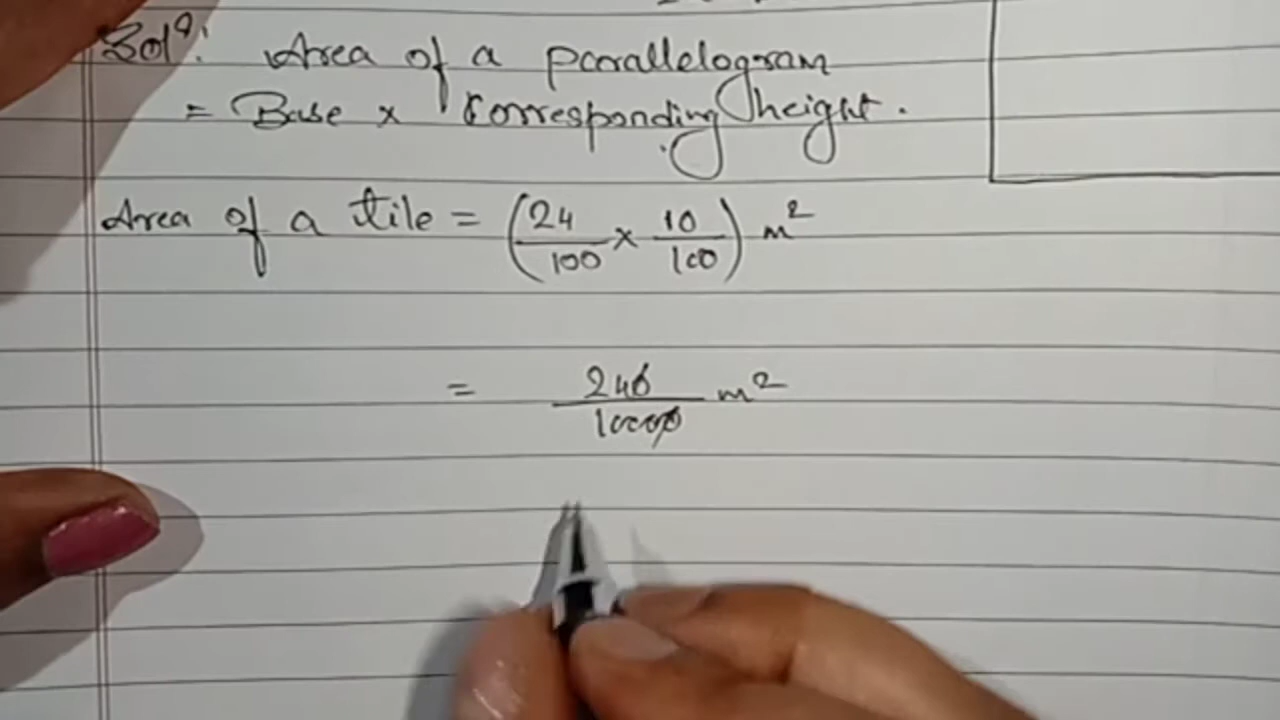 Solⁿ: Area of a parallelogram
= Base × corresponding height.
Area of a tile = (24/100 × 10/100) m²
= 240/10000 m²